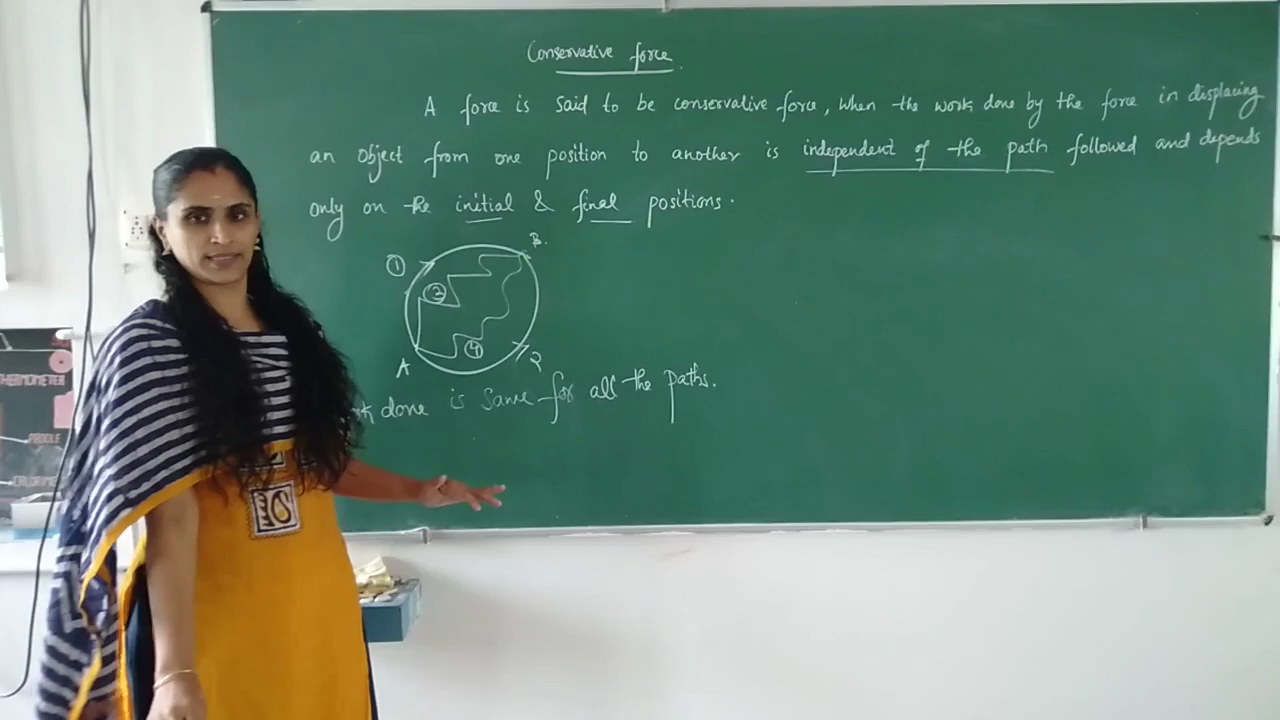 Conservative force
A force is said to be conservative force, when the work done by the force in displacing
an object from one position to another is independent of the path followed and depends
only on the initial & final positions.
B.
1
3
4
A
2
done is same for all the paths.
THERMOMETER
PADDLE